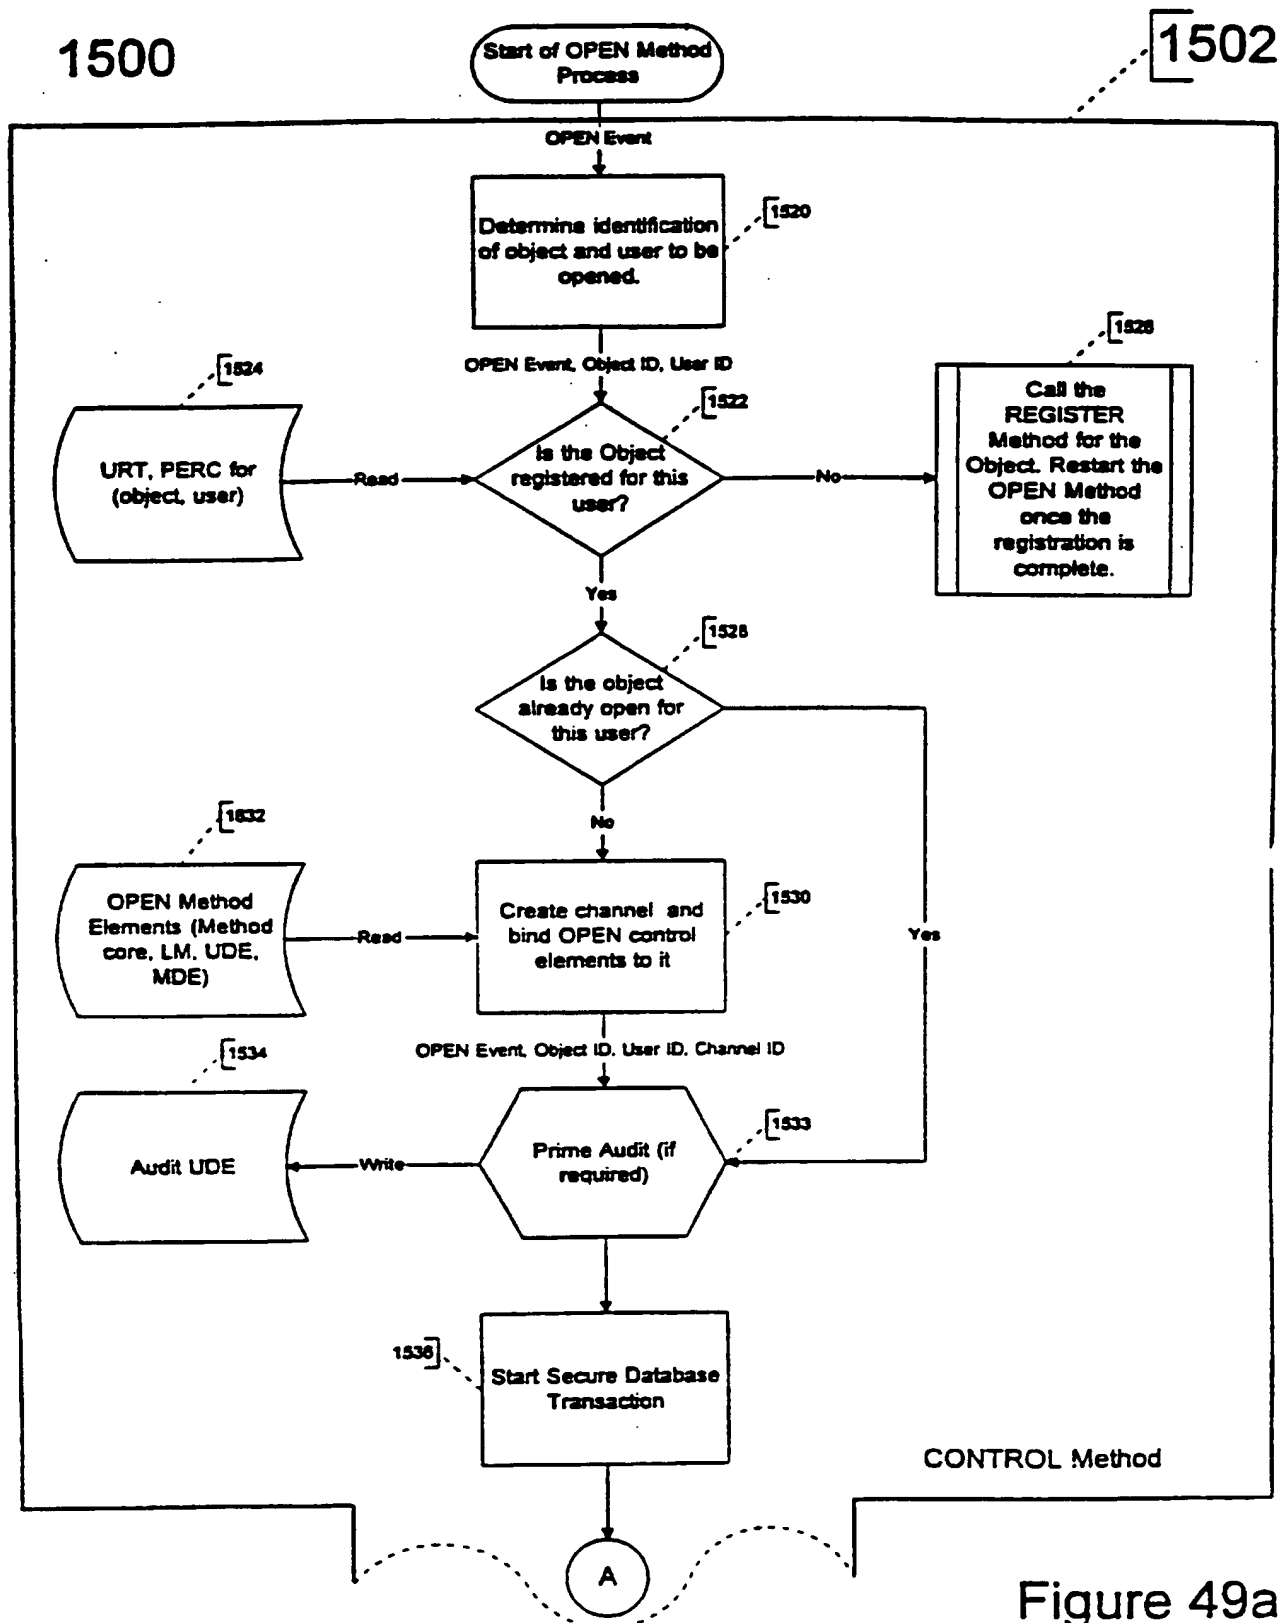 1500
1502
Start of OPEN Method
Process
OPEN Event
1520
Determine identification
of object and user to be
opened.
OPEN Event, Object ID, User ID
1524
1522
1526
URT, PERC for
(object, user)
Read
Is the Object
registered for this
user?
No
Call the
REGISTER
Method for the
Object. Restart the
OPEN Method
once the
registration is
complete.
Yes
1528
Is the object
already open for
this user?
No
Yes
1532
OPEN Method
Elements (Method
core, LM, UDE,
MDE)
Read
1530
Create channel and
bind OPEN control
elements to it
OPEN Event, Object ID. User ID. Channel ID
1534
Audit UDE
Write
1533
Prime Audit (if
required)
1536
Start Secure Database
Transaction
CONTROL Method
A
Figure 49a